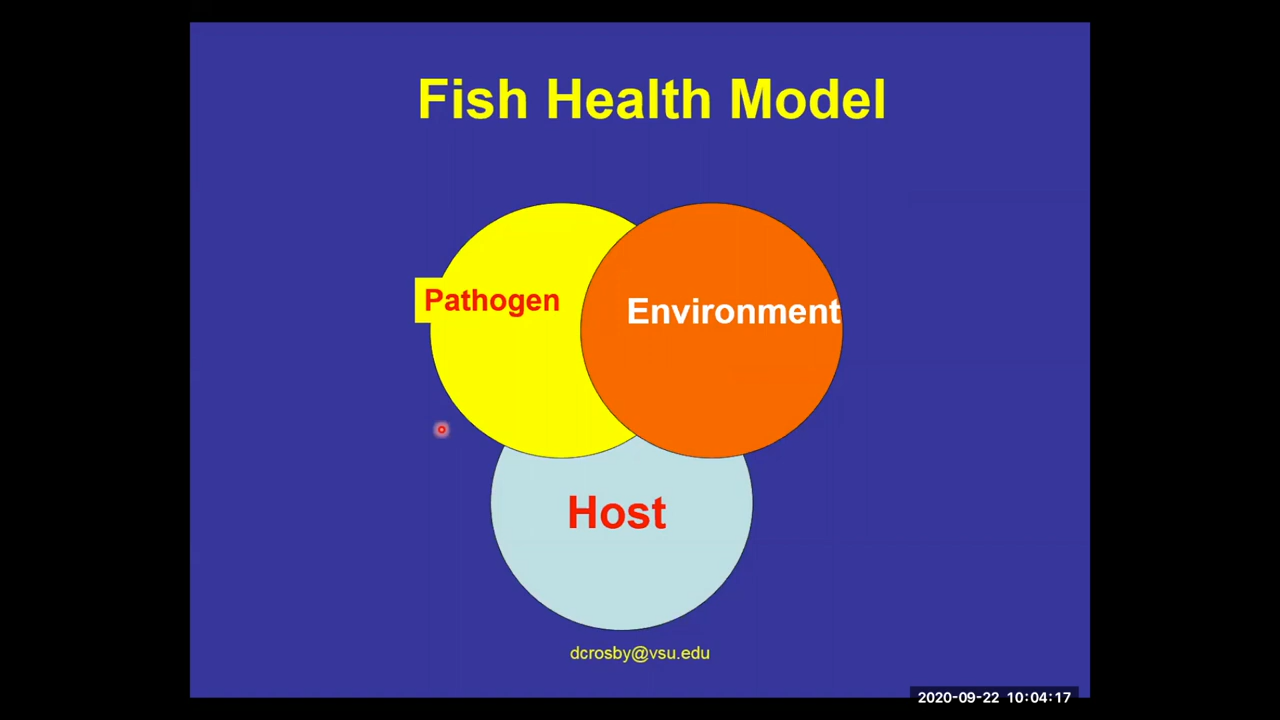 Fish Health Model
Pathogen
Environment
Host
dcrosby@vsu.edu
2020-09-22 10:04:17